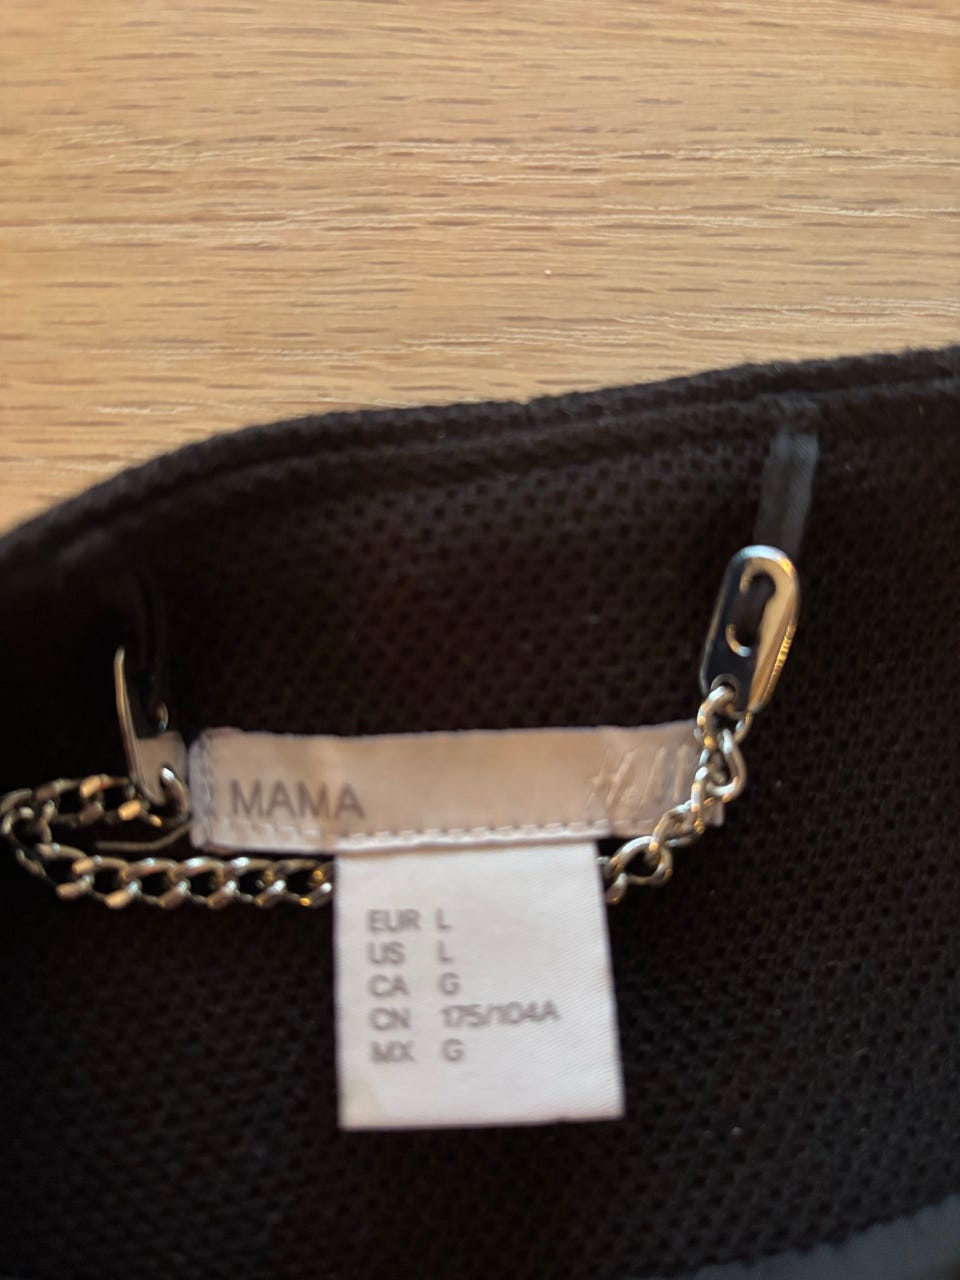 MAMA H&M
EUR L
US L
CA G
CN 175/104A
MX G